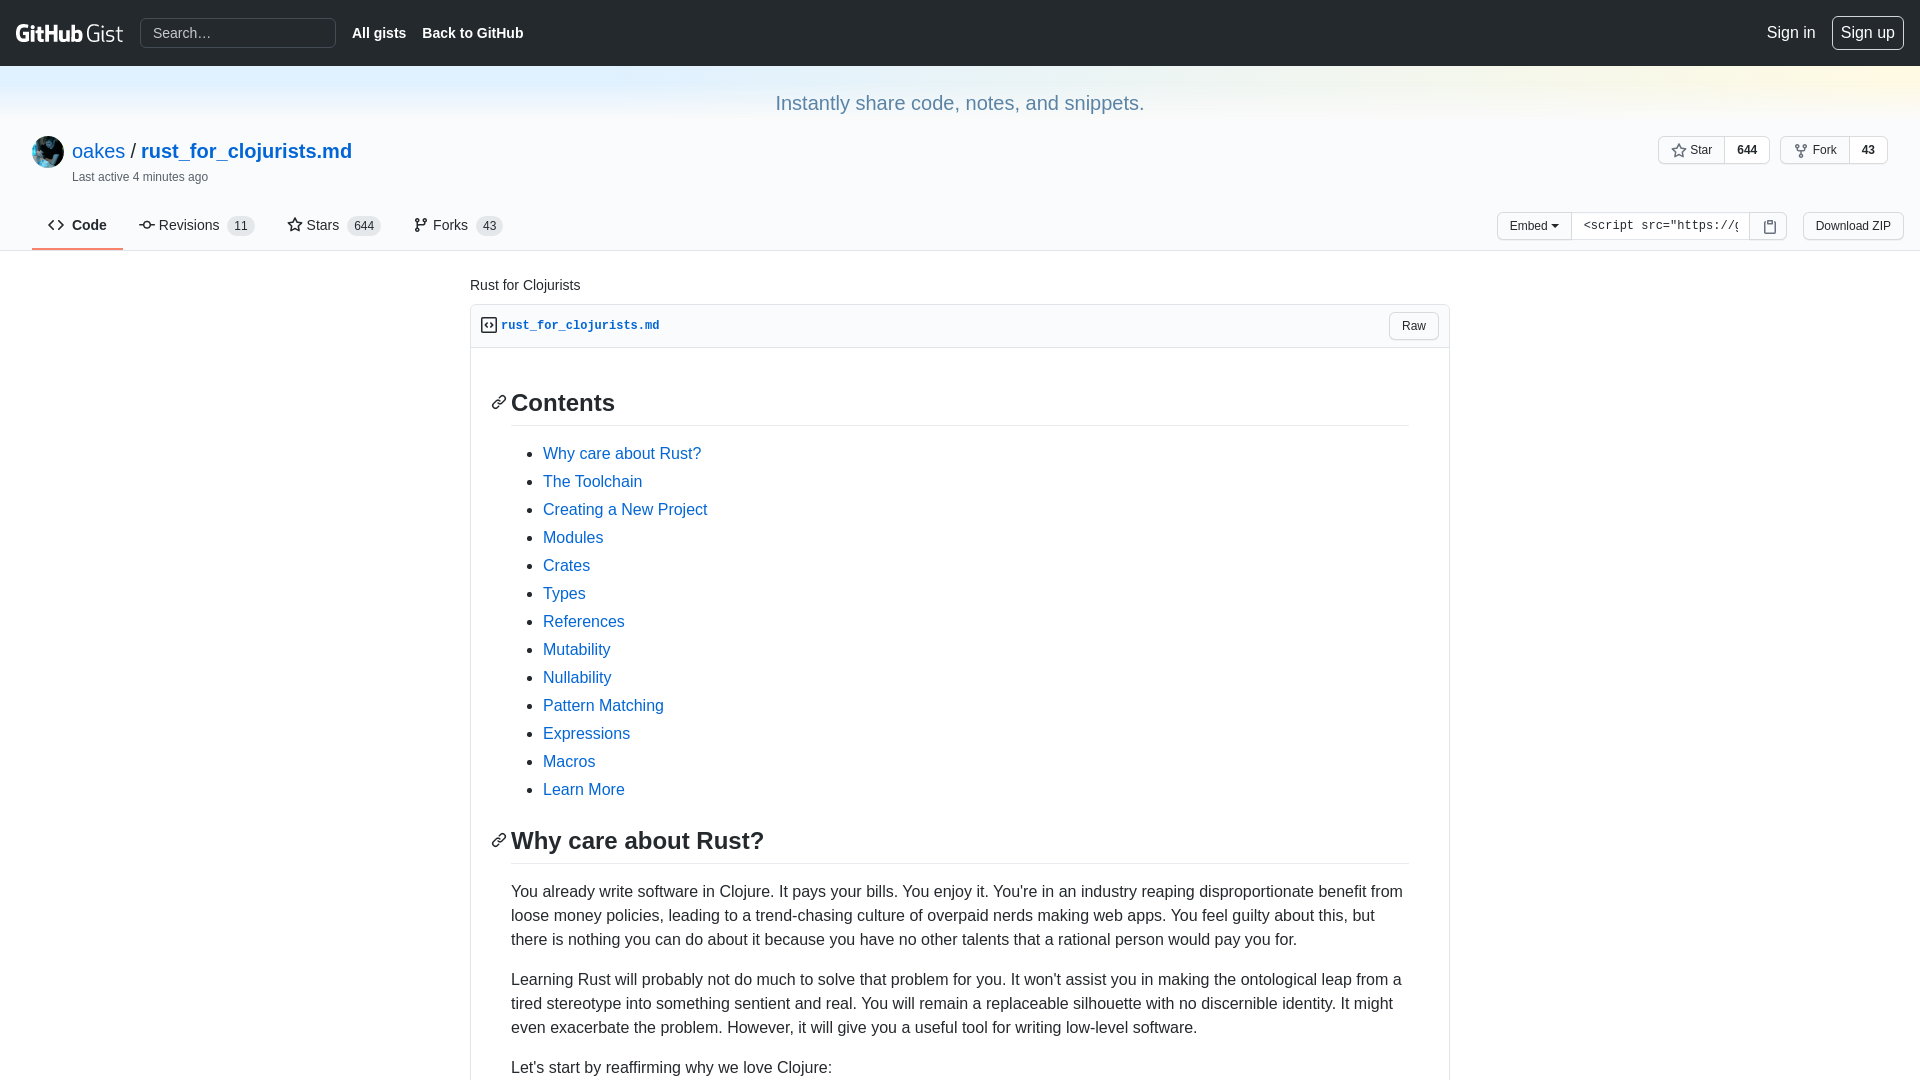 GitHub Gist Search… All gists Back to GitHub Sign in Sign up
Instantly share code, notes, and snippets.
oakes / rust_for_clojurists.md Star 644 Fork 43
Last active 4 minutes ago
Code Revisions 11 Stars 644 Forks 43 Embed <script src="https://g Download ZIP
Rust for Clojurists
rust_for_clojurists.md Raw
Contents
Why care about Rust?
The Toolchain
Creating a New Project
Modules
Crates
Types
References
Mutability
Nullability
Pattern Matching
Expressions
Macros
Learn More
Why care about Rust?
You already write software in Clojure. It pays your bills. You enjoy it. You're in an industry reaping disproportionate benefit from
loose money policies, leading to a trend-chasing culture of overpaid nerds making web apps. You feel guilty about this, but
there is nothing you can do about it because you have no other talents that a rational person would pay you for.
Learning Rust will probably not do much to solve that problem for you. It won't assist you in making the ontological leap from a
tired stereotype into something sentient and real. You will remain a replaceable silhouette with no discernible identity. It might
even exacerbate the problem. However, it will give you a useful tool for writing low-level software.
Let's start by reaffirming why we love Clojure: